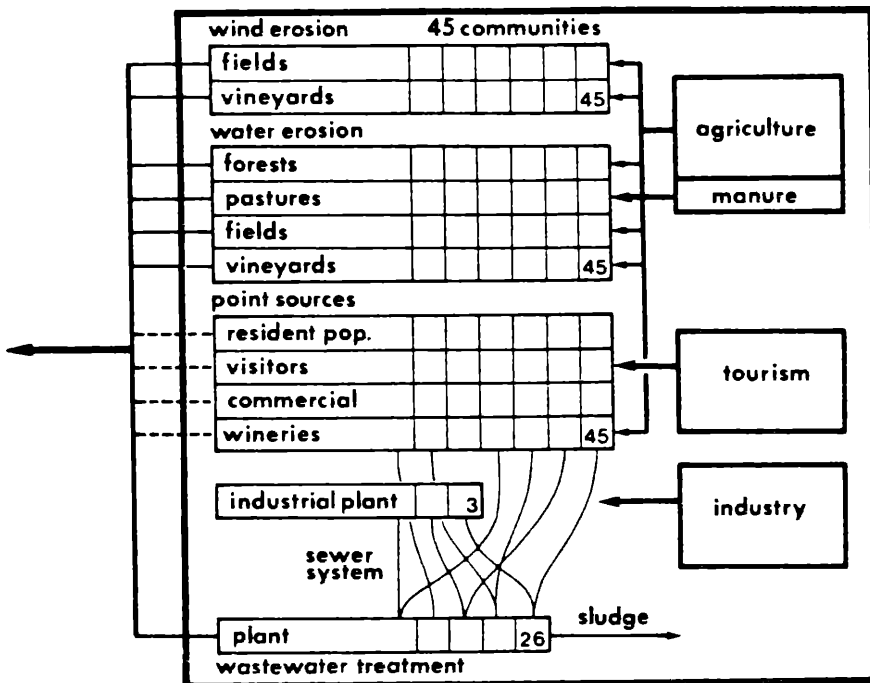 wind erosion 45 communities
fields
vineyards 45
agriculture
water erosion
forests
pastures
manure
fields
vineyards 45
point sources
resident pop.
visitors
tourism
commercial
wineries 45
industrial plant 3
industry
sewer
system
sludge
plant 26
wastewater treatment